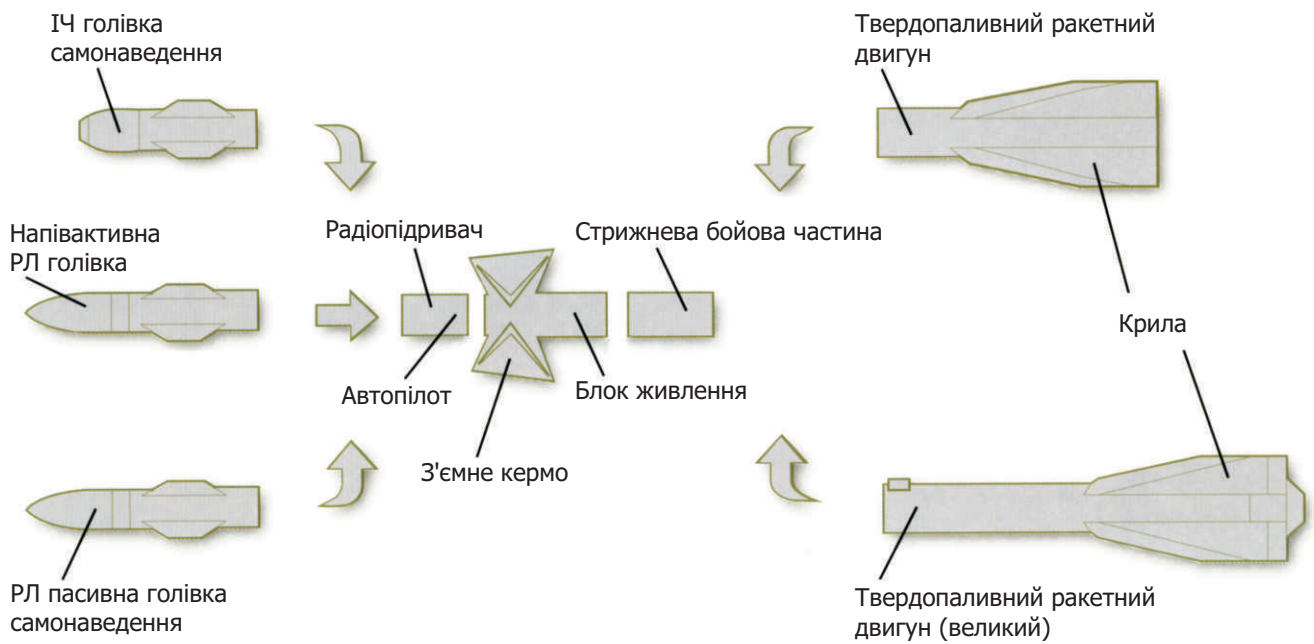 ІЧ голівка
самонаведення
Твердопаливний ракетний
двигун
Напівактивна
РЛ голівка
Радіопідривач
Стрижнева бойова частина
Крила
Автопілот
Блок живлення
З'ємне кермо
РЛ пасивна голівка
самонаведення
Твердопаливний ракетний
двигун (великий)